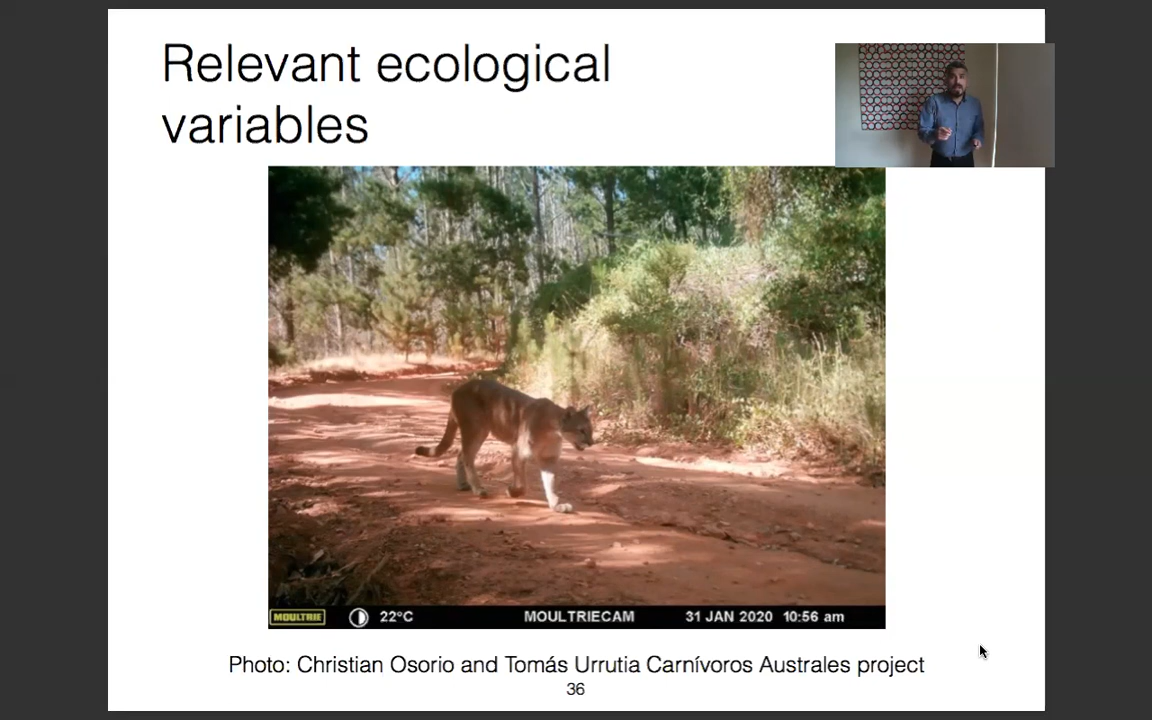 Relevant ecological
variables
MOULTRIE 22°C MOULTRIECAM 31 JAN 2020 10:56 am
Photo: Christian Osorio and Tomás Urrutia Carnívoros Australes project
36